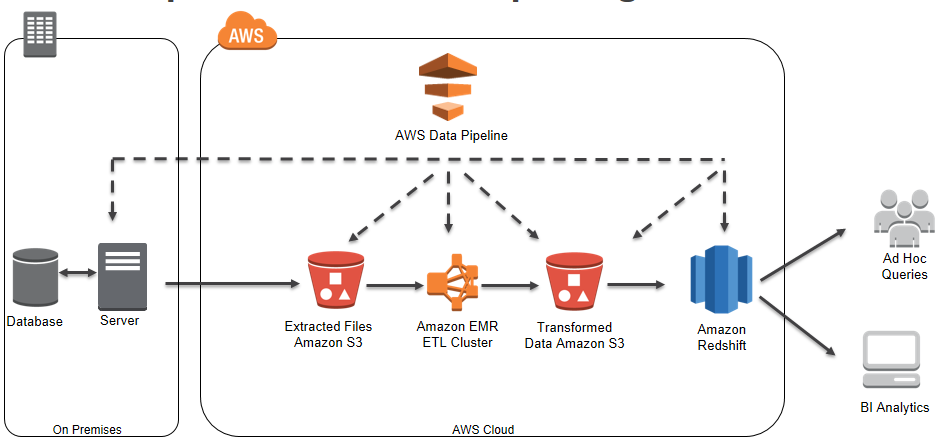 AWS
AWS Data Pipeline
Database
Server
Extracted Files
Amazon S3
Amazon EMR
ETL Cluster
Transformed
Data Amazon S3
Amazon
Redshift
Ad Hoc
Queries
BI Analytics
On Premises
AWS Cloud